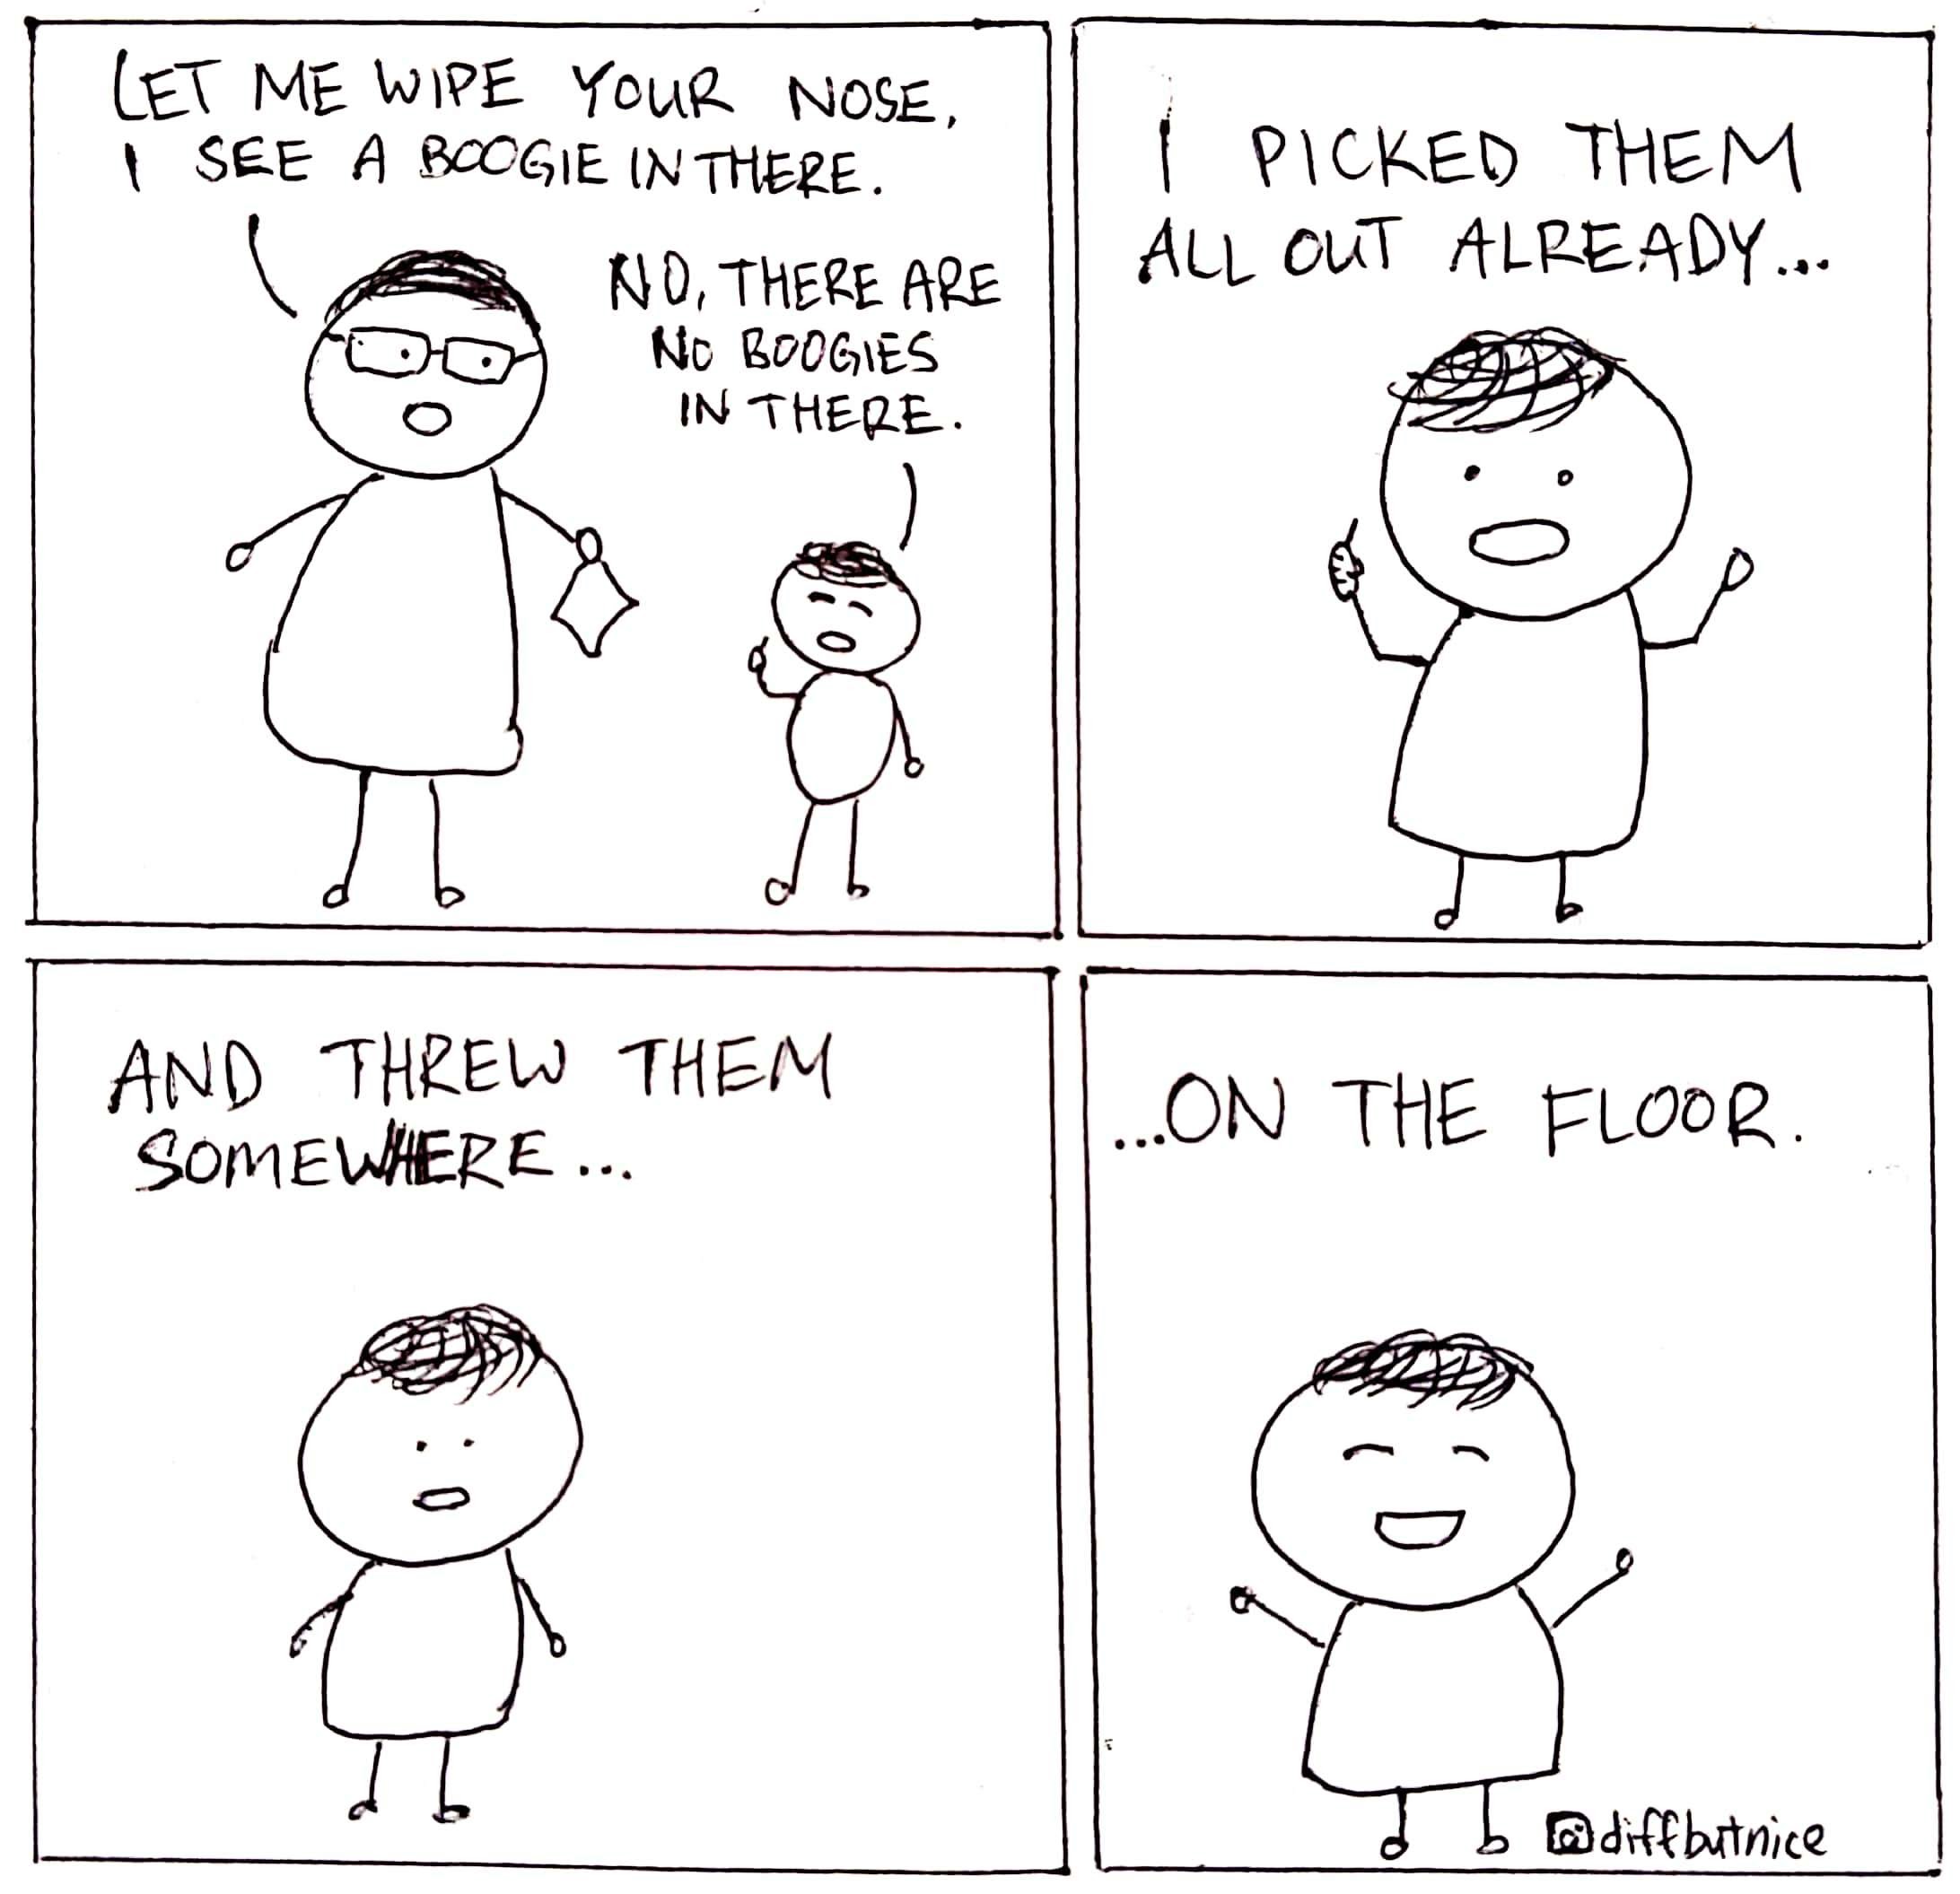 LET ME WIPE YOUR NOSE,
I SEE A BOOGIE IN THERE.
NO, THERE ARE
NO BOOGIES
IN THERE.
I PICKED THEM
ALL OUT ALREADY...
AND THREW THEM
SOMEWHERE...
...ON THE FLOOR.
@diffbutnice